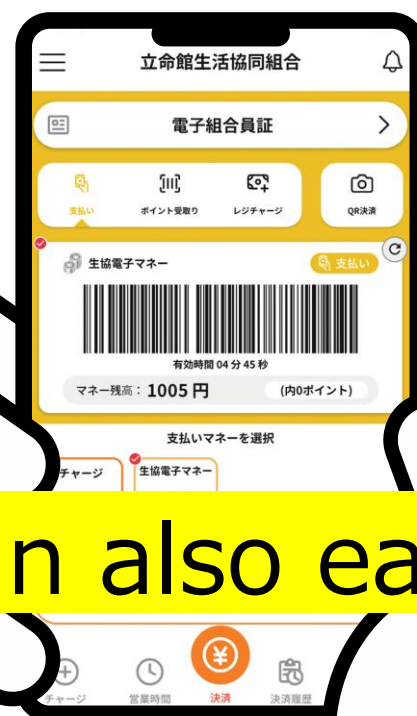 立命館生活協同組合
電子組合員証
支払い ポイント受取り レジチャージ QR決済
生協電子マネー 支払い
有効時間 04 分 45 秒
マネー残高： 1005 円 (内0ポイント)
支払いマネーを選択
チャージ 生協電子マネー
n also ea
チャージ 営業時間 決済 決済履歴